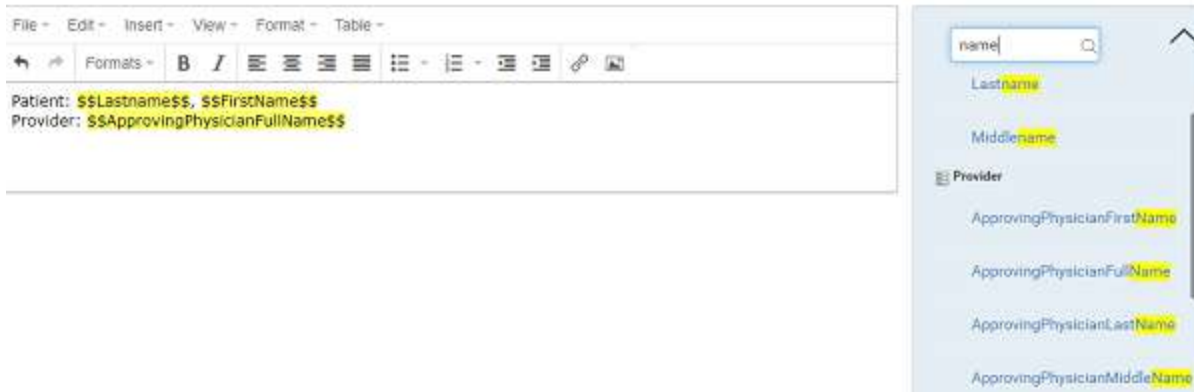 File Edit Insert View Format Table
Formats B I
Patient: $$Lastname$$, $$FirstName$$
Provider: $$ApprovingPhysicianFullName$$
name
Lastname
Middlename
Provider
ApprovingPhysicianFirstName
ApprovingPhysicianFullName
ApprovingPhysicianLastName
ApprovingPhysicianMiddleName